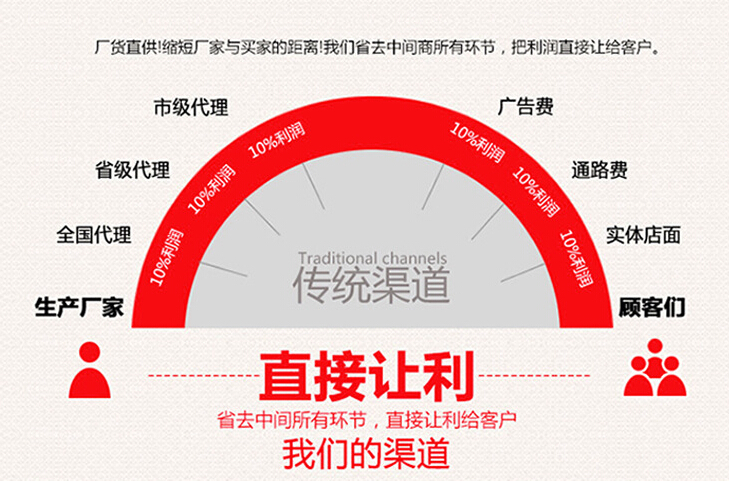 厂货直供!缩短厂家与买家的距离!我们省去中间商所有环节，把利润直接让给客户。
市级代理
广告费
10%利润
10%利润
省级代理
10%利润
10%利润
通路费
全国代理
10%利润
10%利润
实体店面
Traditional channels
传统渠道
生产厂家
顾客们
直接让利
省去中间所有环节，直接让利给客户
我们的渠道